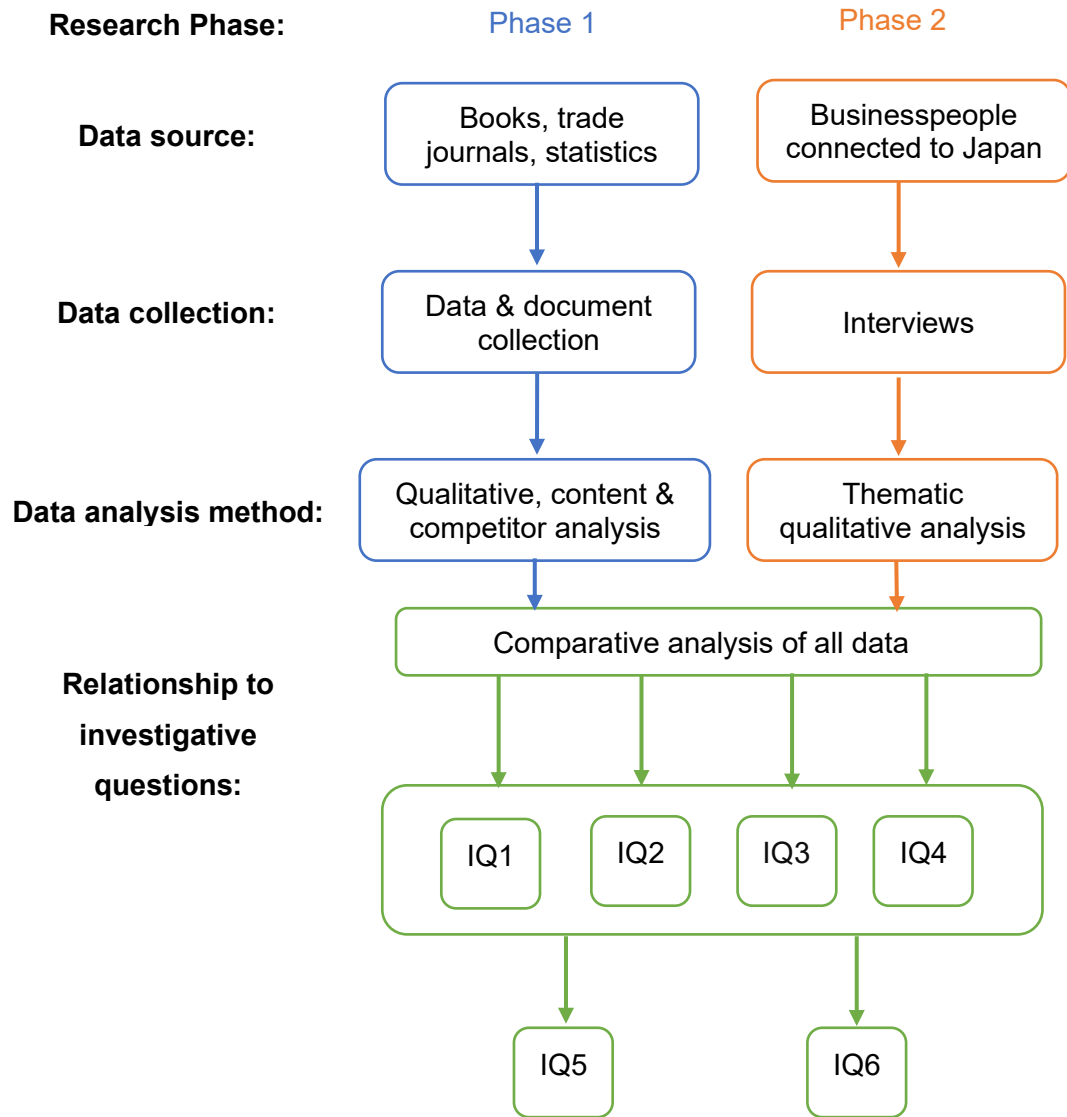 Research Phase:
Phase 1
Phase 2
Data source:
Books, trade
journals, statistics
Businesspeople
connected to Japan
Data collection:
Data & document
collection
Interviews
Data analysis method:
Qualitative, content &
competitor analysis
Thematic
qualitative analysis
Comparative analysis of all data
Relationship to
investigative
questions:
IQ1
IQ2
IQ3
IQ4
IQ5
IQ6